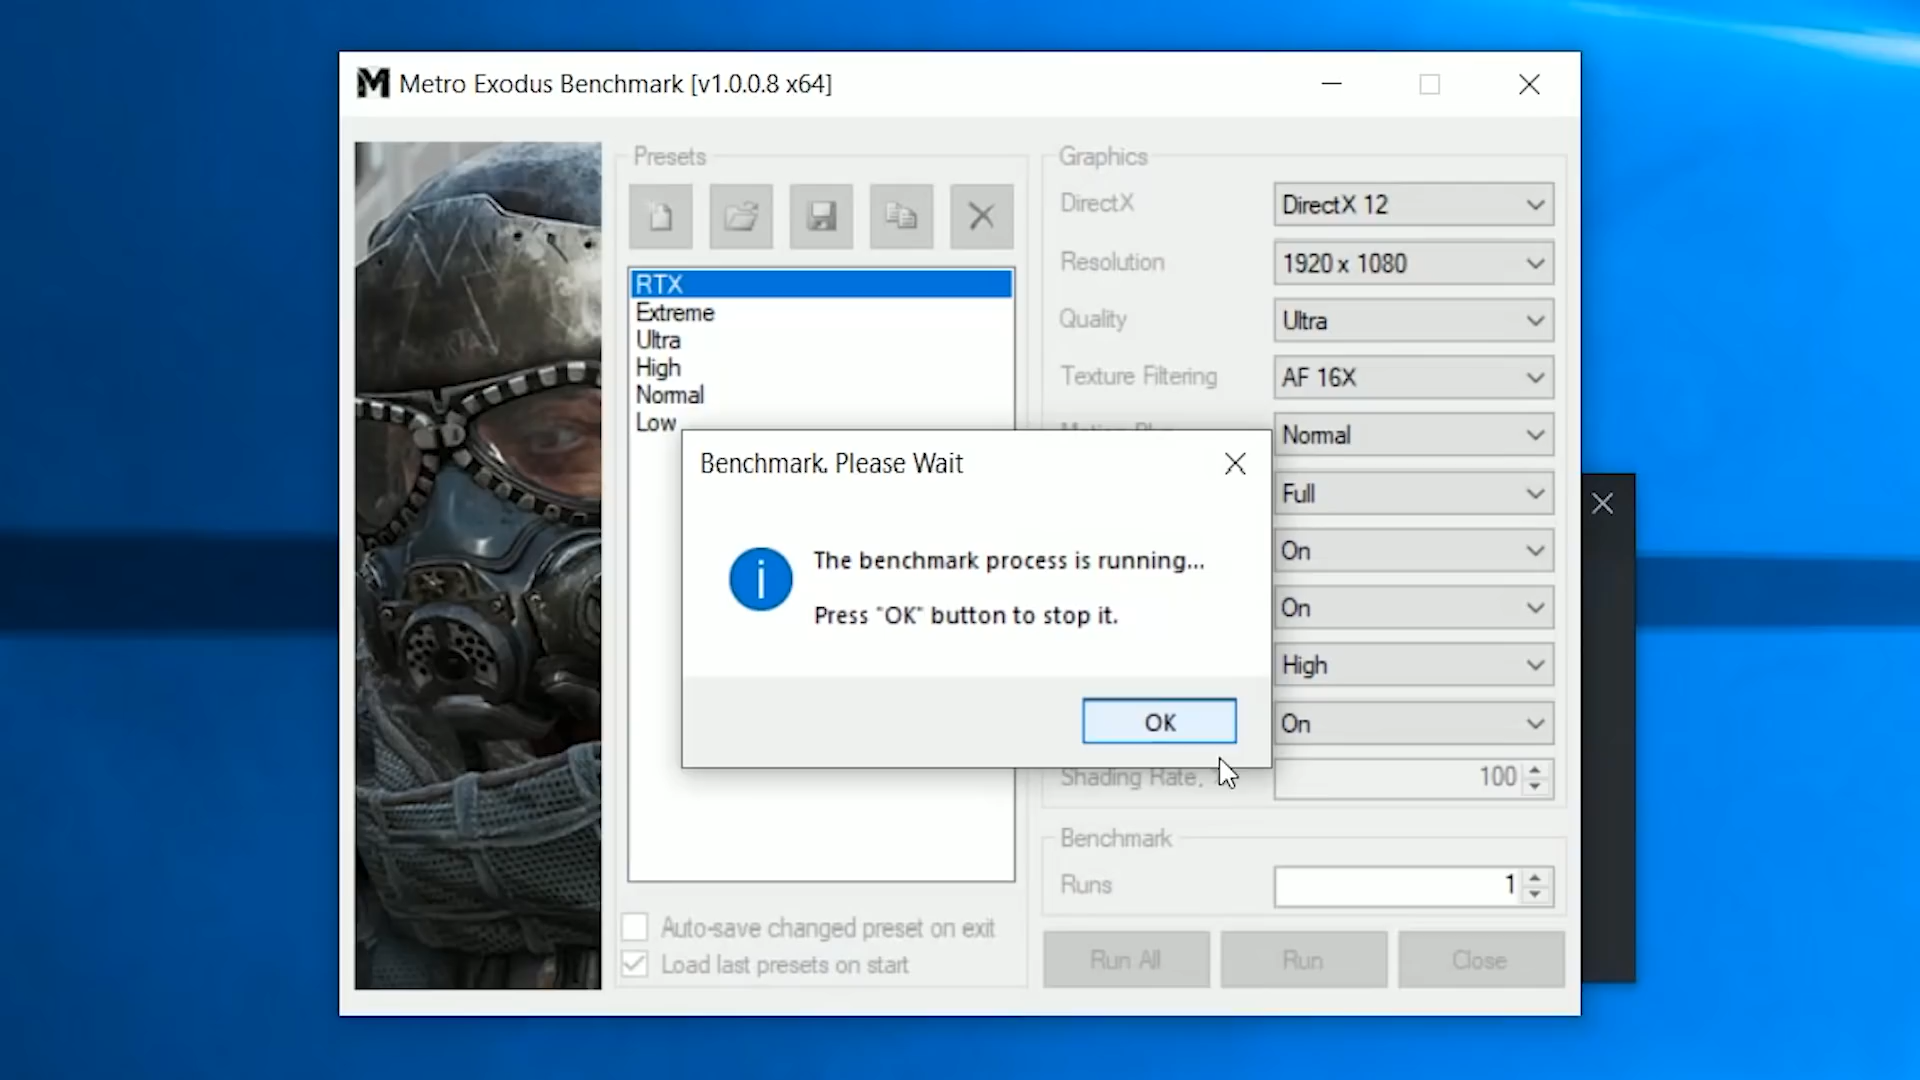 Metro Exodus Benchmark [v1.0.0.8 x64]
Presets
RTX
Extreme
Ultra
High
Normal
Low
Auto-save changed preset on exit
Load last presets on start
Graphics
DirectX
DirectX 12
Resolution
1920 x 1080
Quality
Ultra
Texture Filtering
AF 16X
Normal
Full
On
On
High
On
Shading Rate,
100
Benchmark. Please Wait
The benchmark process is running...
Press "OK" button to stop it.
OK
Benchmark
Runs
1
Run All
Run
Close